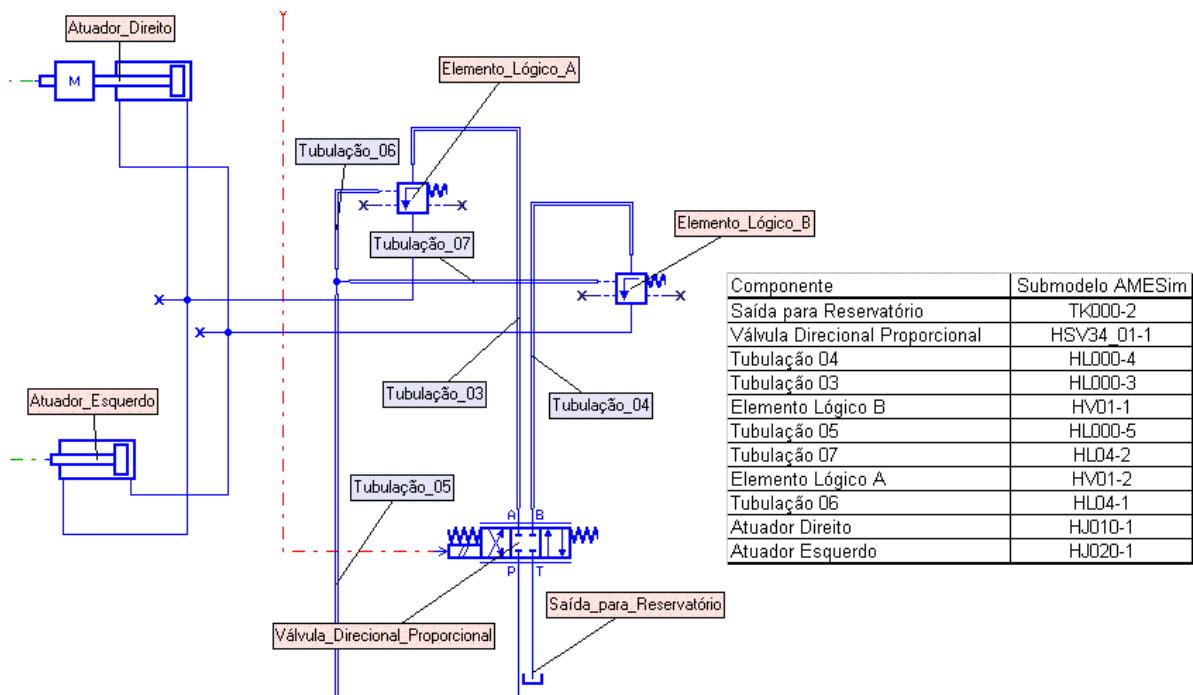 Atuador_Direito
M
Elemento_Lógico_A
Tubulação_06
Elemento_Lógico_B
Tubulação_07
Tubulação_03
Tubulação_04
Atuador_Esquerdo
Tubulação_05
A B
P T
Saída_para_Reservatório
Válvula_Direcional_Proporcional
Componente Submodelo AMESim
Saída para Reservatório TK000-2
Válvula Direcional Proporcional HSV34_01-1
Tubulação 04 HL000-4
Tubulação 03 HL000-3
Elemento Lógico B HV01-1
Tubulação 05 HL000-5
Tubulação 07 HL04-2
Elemento Lógico A HV01-2
Tubulação 06 HL04-1
Atuador Direito HJ010-1
Atuador Esquerdo HJ020-1